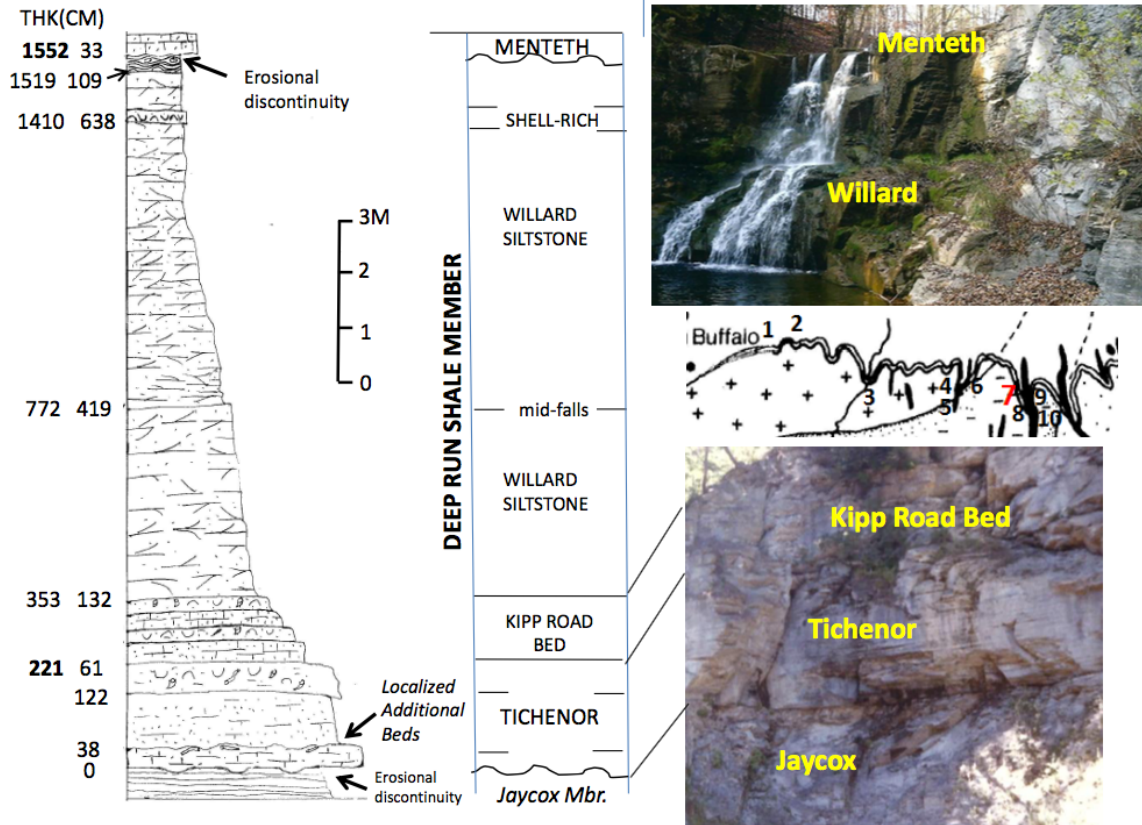 THK(CM)
1552 33
1519 109
1410 638
772 419
353 132
221 61
122
38
0
Erosional
discontinuity
Localized
Additional
Beds
Erosional
discontinuity
3M
2
1
0
DEEP RUN SHALE MEMBER
MENTETH
SHELL-RICH
WILLARD
SILTSTONE
mid-falls
WILLARD
SILTSTONE
KIPP ROAD
BED
TICHENOR
Jaycox Mbr.
Menteth
Willard
Buffalo 1 2
3 4 5 6 7 8 9 10
Kipp Road Bed
Tichenor
Jaycox